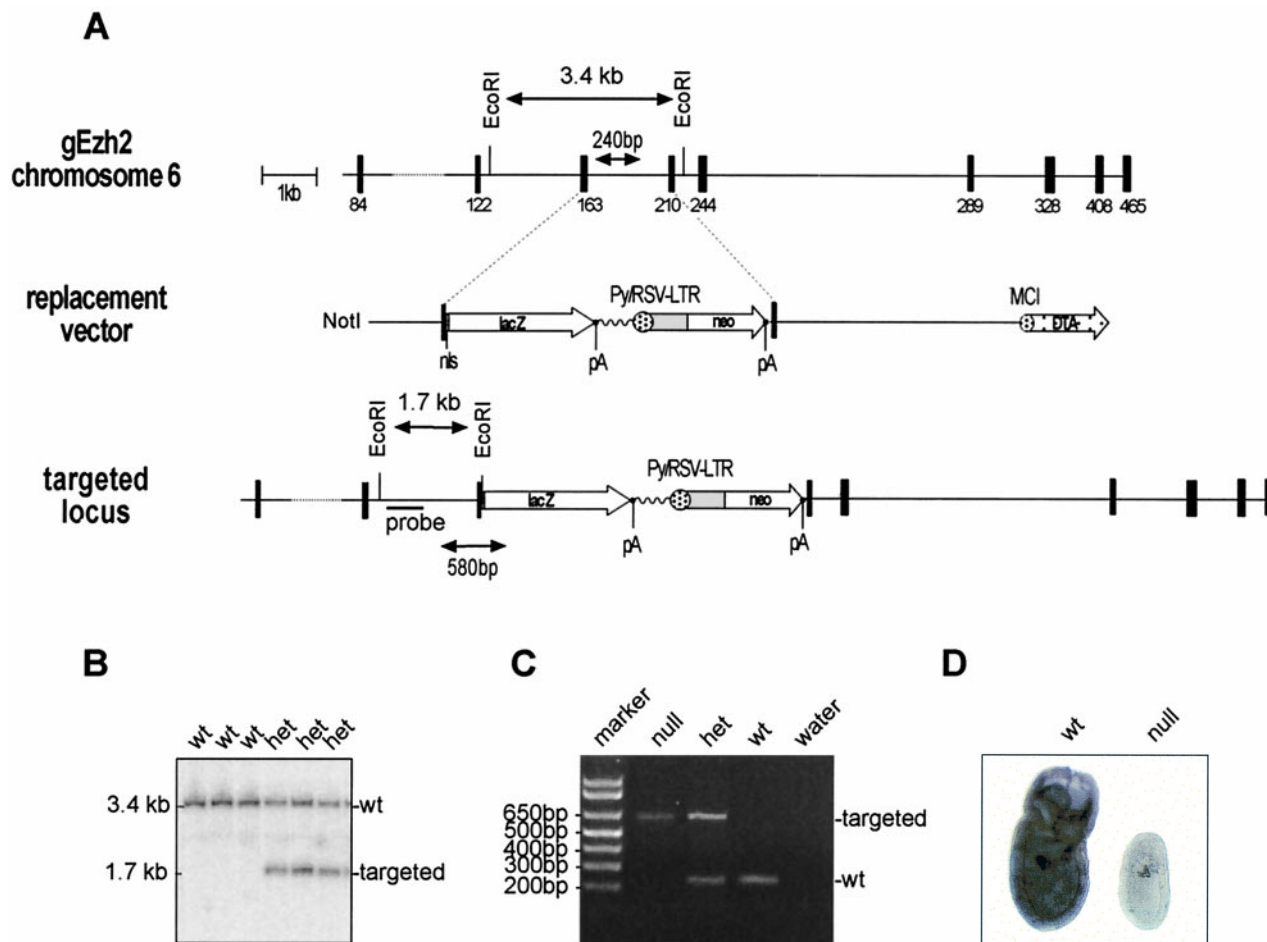 A
3.4 kb
EcoRI
EcoRI
240bp
gEzh2
chromosome 6
1kb
84
122
163
210
244
289
328
408
465
replacement
vector
NotI
Py/RSV-LTR
MCI
lacZ
neo
DTA
nls
pA
pA
1.7 kb
EcoRI
EcoRI
targeted
locus
Py/RSV-LTR
lacZ
neo
probe
pA
pA
580bp
B
wt wt wt het het het
3.4 kb
wt
1.7 kb
targeted
C
marker null het wt water
650bp
500bp
400bp
300bp
200bp
targeted
wt
D
wt null